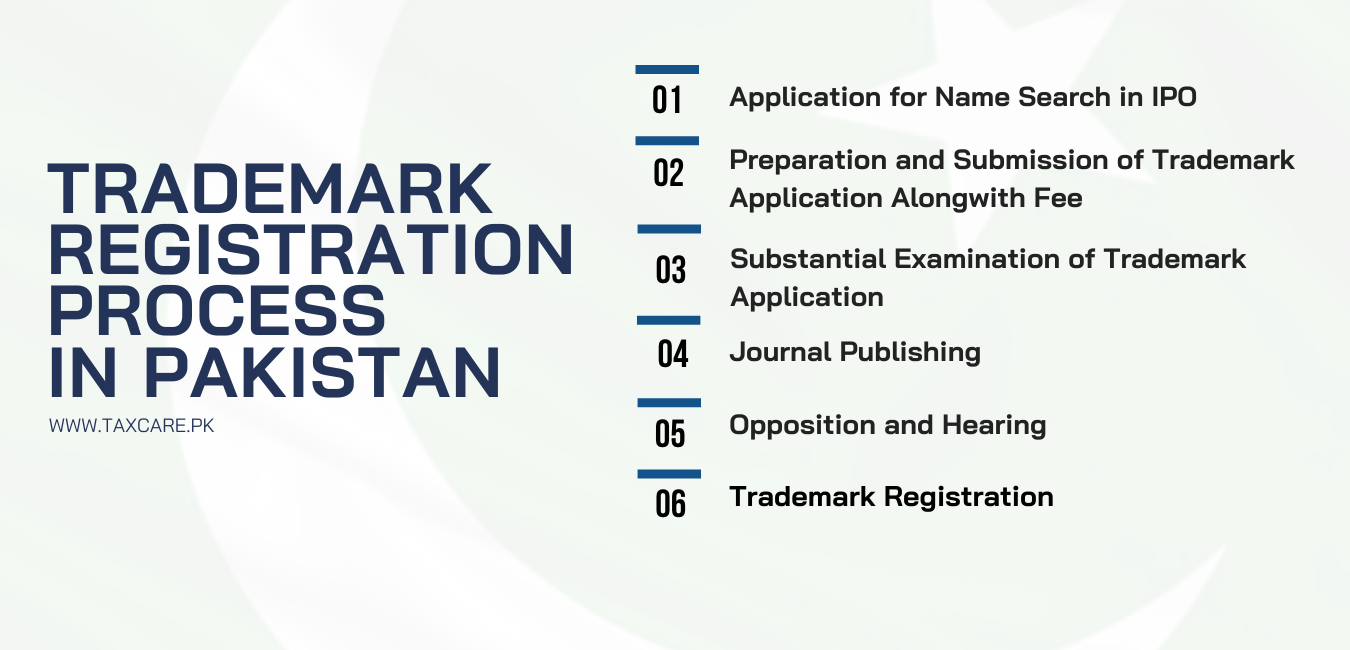 TRADEMARK
REGISTRATION
PROCESS
IN PAKISTAN
WWW.TAXCARE.PK
01
Application for Name Search in IPO
02
Preparation and Submission of Trademark
Application Alongwith Fee
03
Substantial Examination of Trademark
Application
04
Journal Publishing
05
Opposition and Hearing
06
Trademark Registration